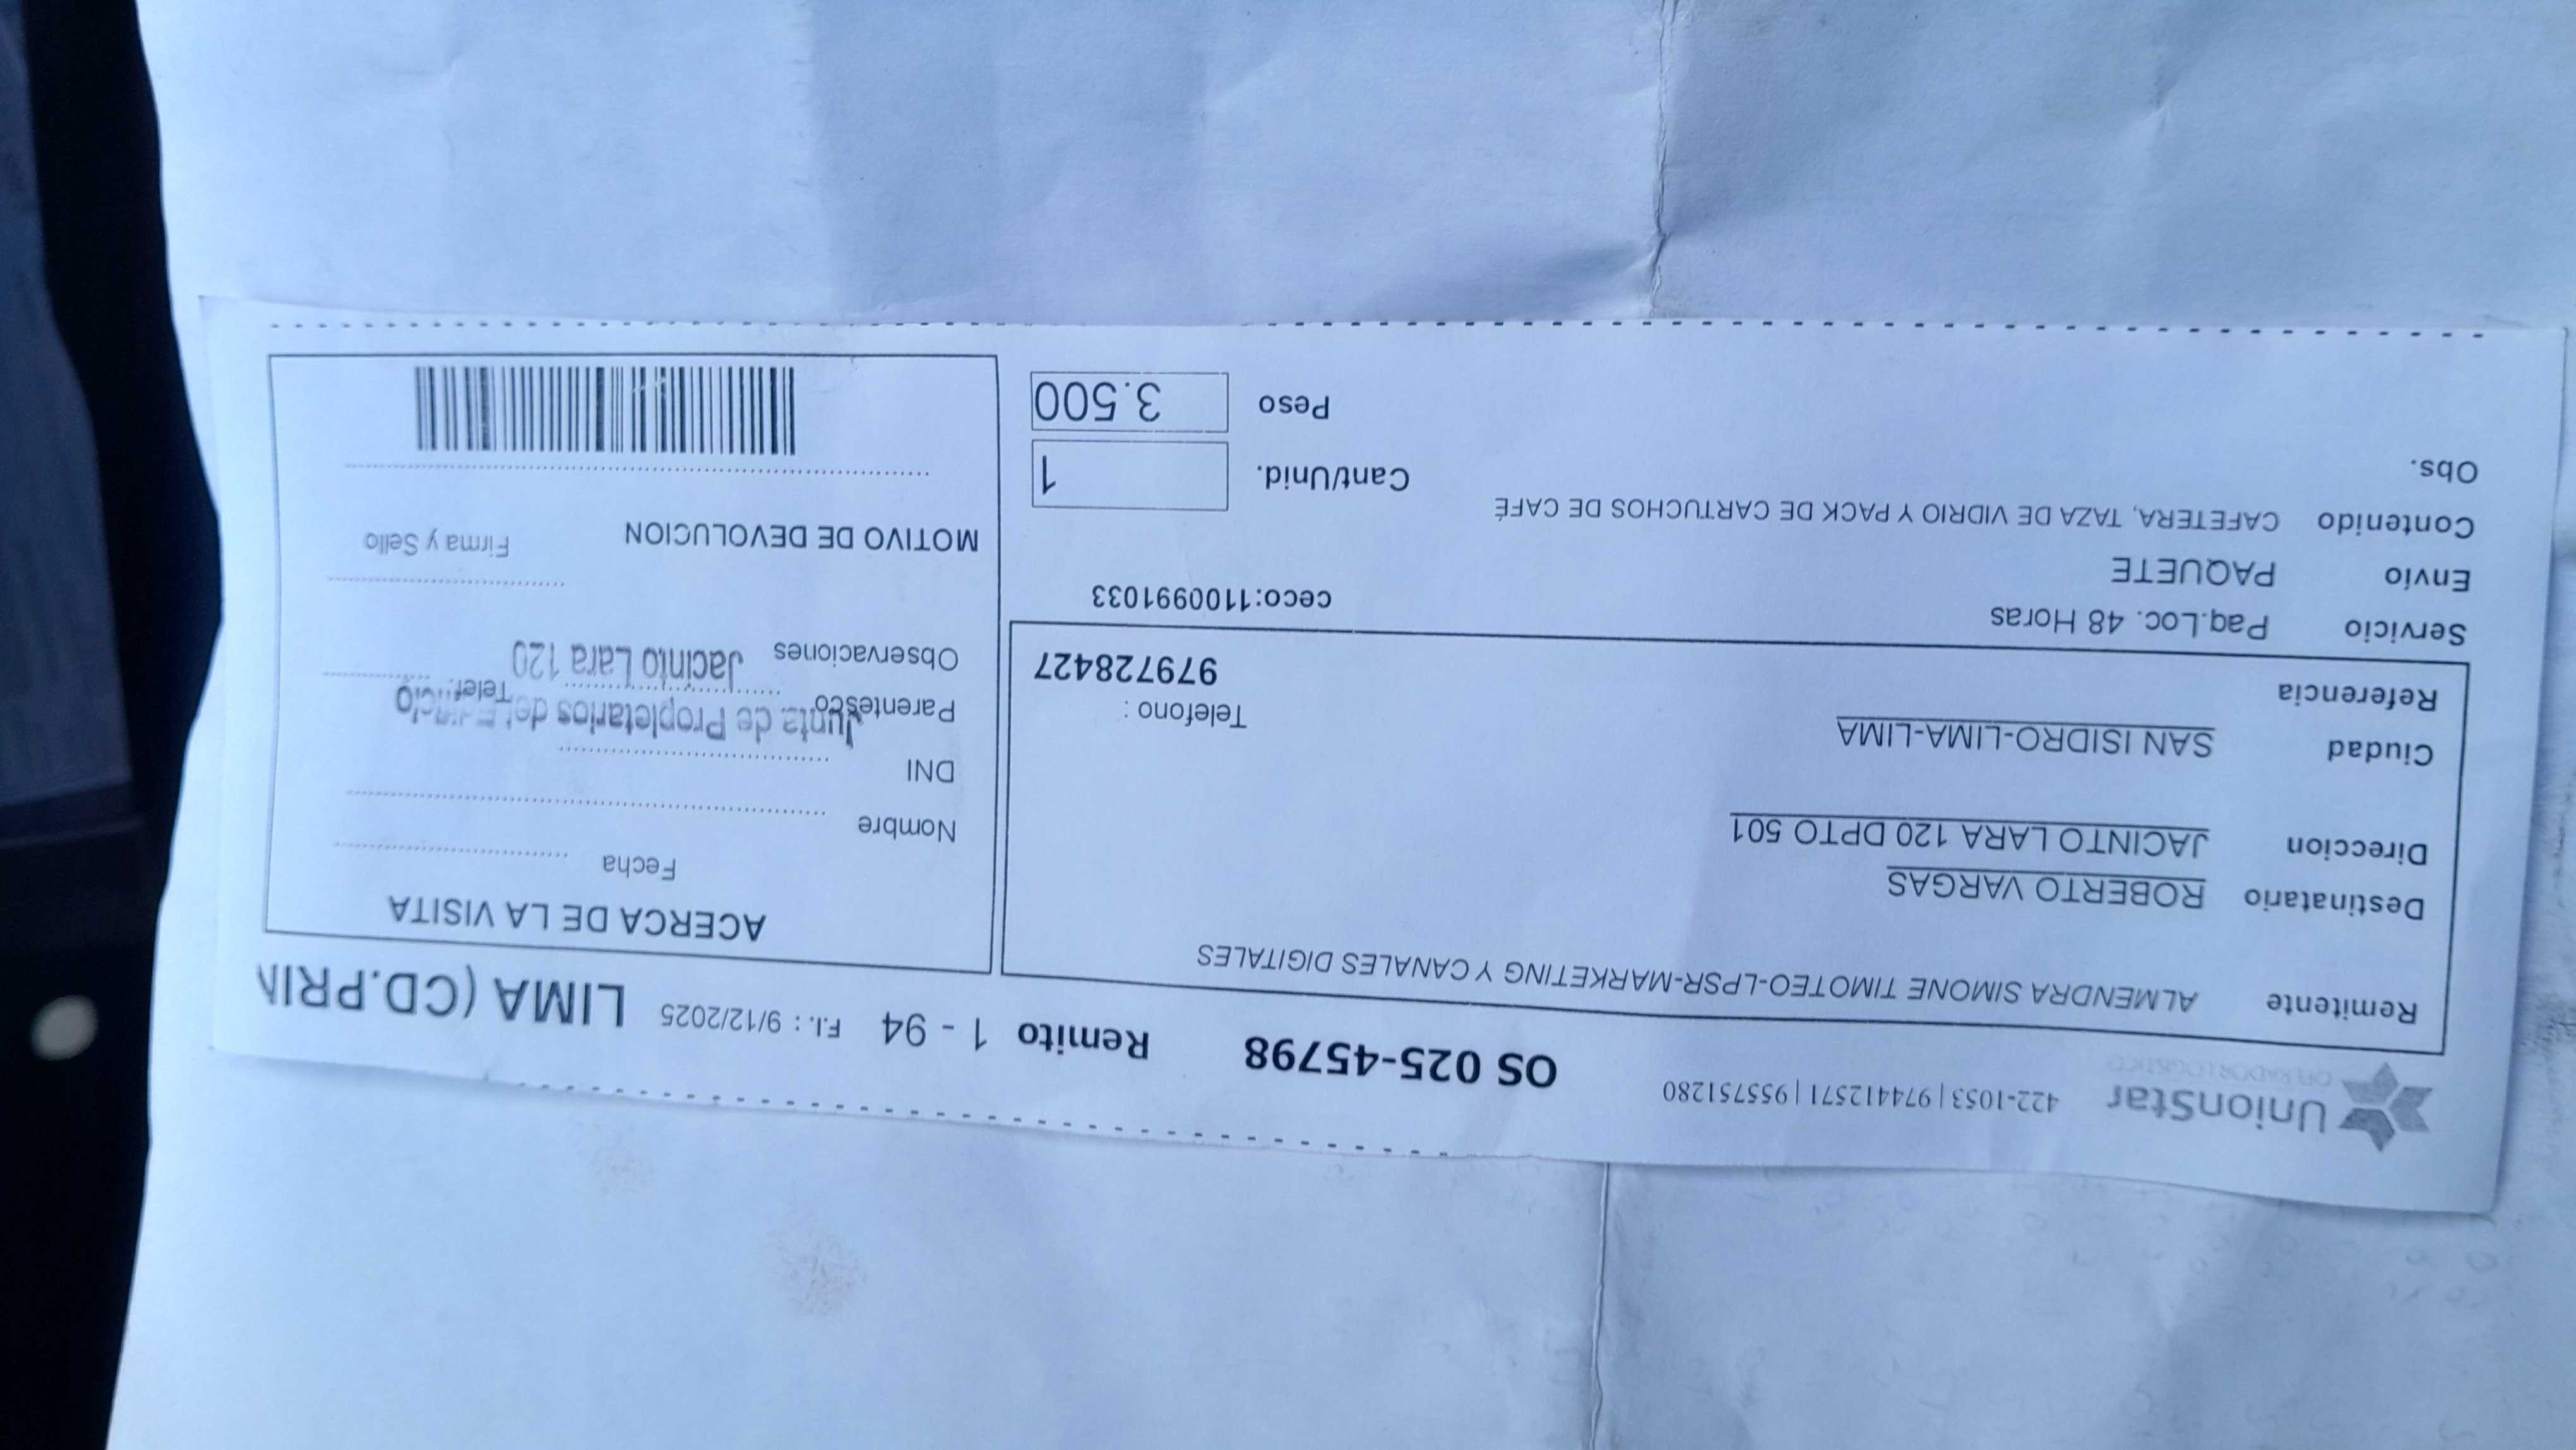 UnionStar
OPERADOR LOGISTICO
422-1053 | 974412571 | 955751280
OS 025-45798
Remito 1 - 94
F.I. : 9/12/2025
LIMA (CD.PRIN
Remitente ALMENDRA SIMONE TIMOTEO-LPSR-MARKETING Y CANALES DIGITALES
Destinatario ROBERTO VARGAS
Direccion JACINTO LARA 120 DPTO 501
Ciudad SAN ISIDRO-LIMA-LIMA
Telefono :
979728427
Referencia
Servicio Paq.Loc. 48 Horas
ceco:1100991033
Envío PAQUETE
Contenido CAFETERA, TAZA DE VIDRIO Y PACK DE CARTUCHOS DE CAFÉ
Obs.
Cant/Unid. 1
Peso 3.500
ACERCA DE LA VISITA
Fecha
Nombre
DNI
Parentesco
Telef.:
Junta de Propietarios del
Observaciones
Jacinto Lara 120
MOTIVO DE DEVOLUCION
Firma y Sello